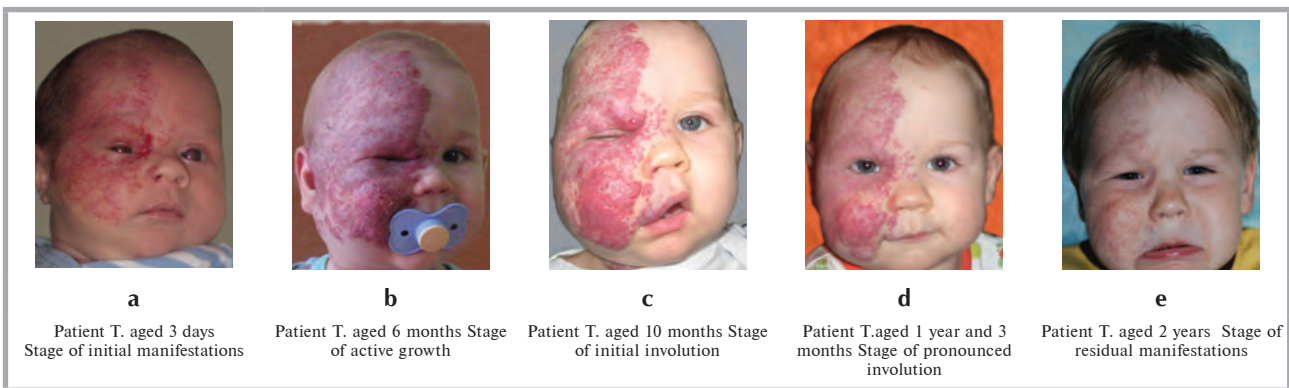 a
Patient T. aged 3 days
Stage of initial manifestations
b
Patient T. aged 6 months Stage
of active growth
c
Patient T. aged 10 months Stage
of initial involution
d
Patient T.aged 1 year and 3
months Stage of pronounced
involution
e
Patient T. aged 2 years Stage of
residual manifestations